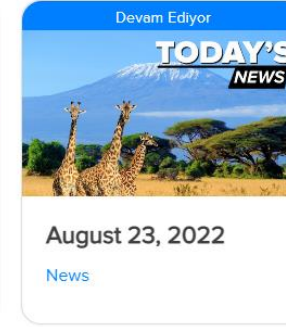 Devam Ediyor
TODAY'S
NEWS
August 23, 2022
News